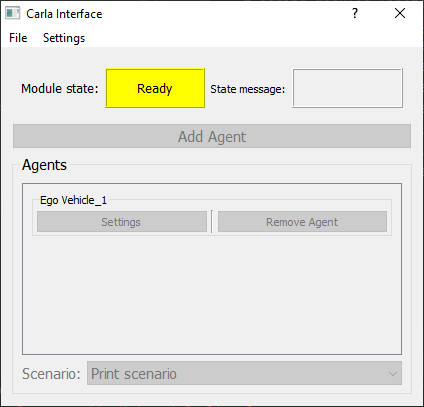 Carla Interface
File Settings
Module state: Ready State message:
Add Agent
Agents
Ego Vehicle_1
Settings Remove Agent
Scenario: Print scenario